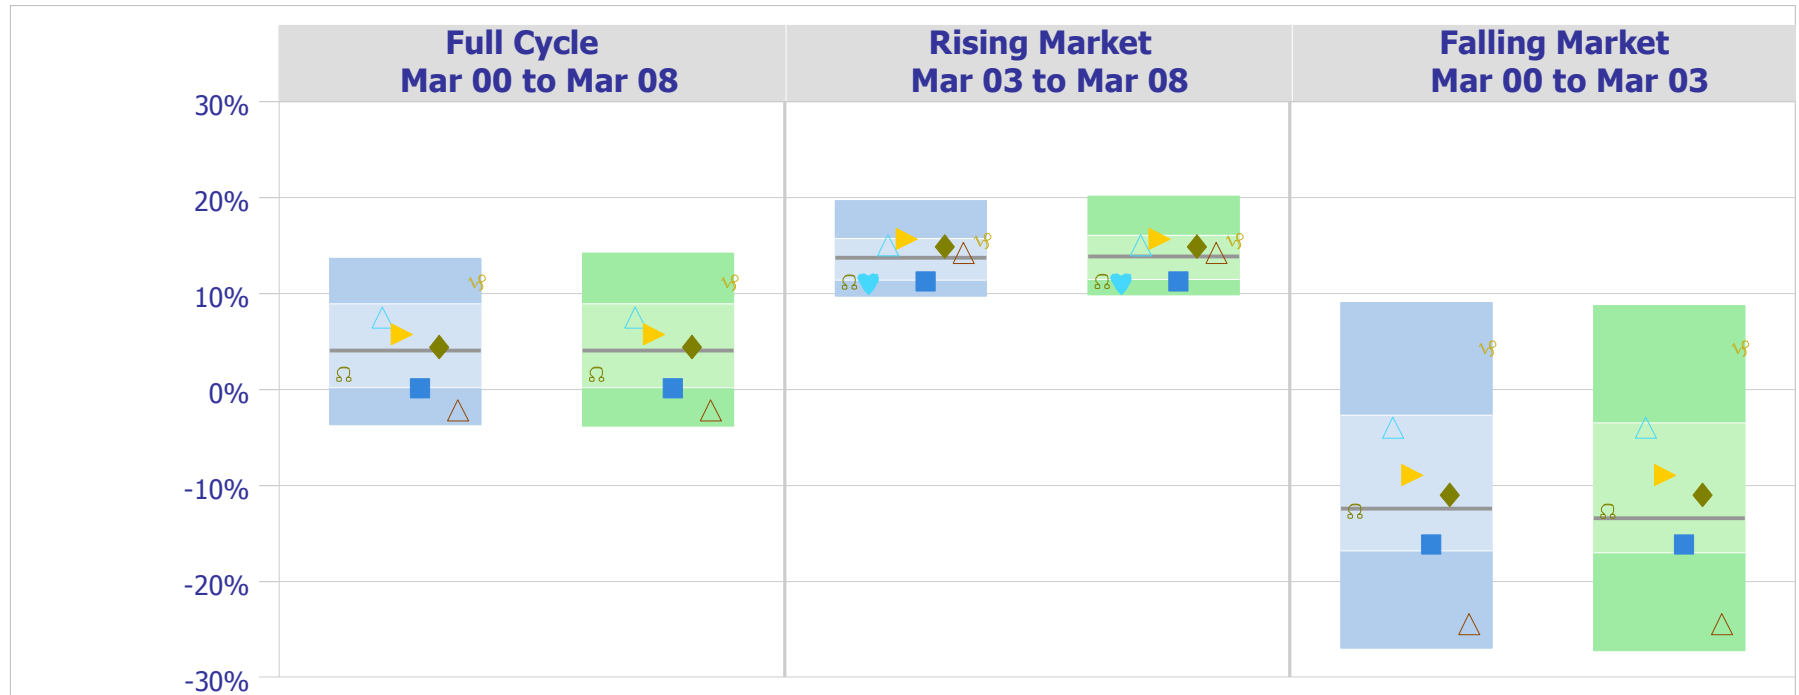 Full Cycle
Mar 00 to Mar 08
Rising Market
Mar 03 to Mar 08
Falling Market
Mar 00 to Mar 03
30%
20%
10%
0%
-10%
-20%
-30%